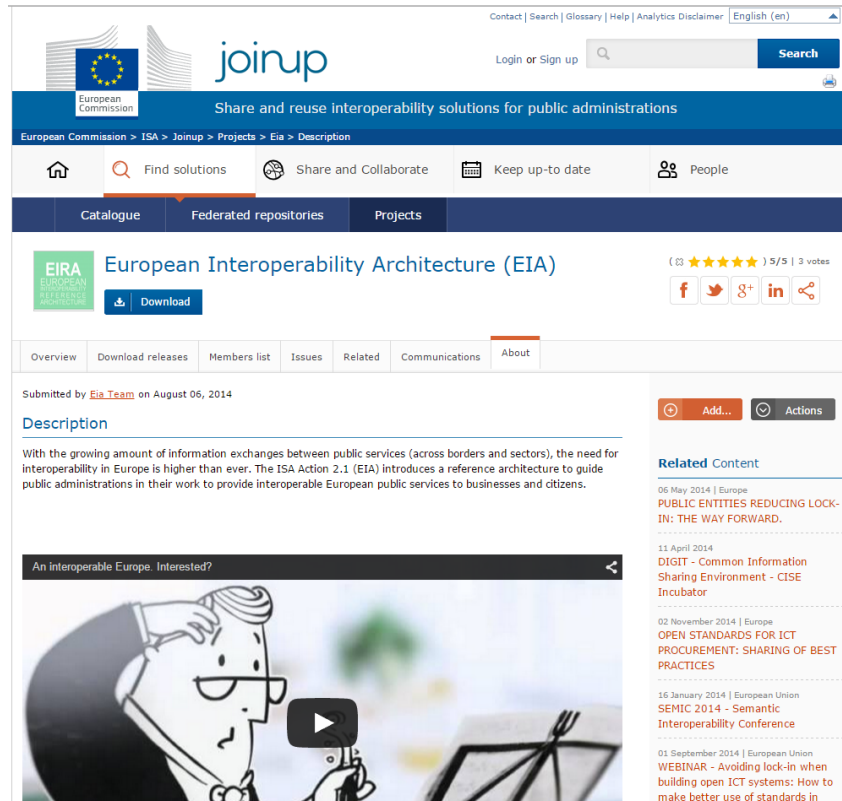 Contact | Search | Glossary | Help | Analytics Disclaimer English (en)
joinup
Login or Sign up
Search
European
Commission
Share and reuse interoperability solutions for public administrations
European Commission > ISA > Joinup > Projects > Eia > Description
Find solutions
Share and Collaborate
Keep up-to date
People
Catalogue
Federated repositories
Projects
EIRA
EUROPEAN
INTEROPERABILITY
REFERENCE
ARCHITECTURE
European Interoperability Architecture (EIA)
Download
( ) 5/5 | 3 votes
f g+ in
Overview
Download releases
Members list
Issues
Related
Communications
About
Submitted by Eia Team on August 06, 2014
Description
With the growing amount of information exchanges between public services (across borders and sectors), the need for
interoperability in Europe is higher than ever. The ISA Action 2.1 (EIA) introduces a reference architecture to guide
public administrations in their work to provide interoperable European public services to businesses and citizens.
An interoperable Europe. Interested?
Add...
Actions
Related Content
06 May 2014 | Europe
PUBLIC ENTITIES REDUCING LOCK-
IN: THE WAY FORWARD.
11 April 2014
DIGIT - Common Information
Sharing Environment - CISE
Incubator
02 November 2014 | Europe
OPEN STANDARDS FOR ICT
PROCUREMENT: SHARING OF BEST
PRACTICES
16 January 2014 | European Union
SEMIC 2014 - Semantic
Interoperability Conference
01 September 2014 | European Union
WEBINAR - Avoiding lock-in when
building open ICT systems: How to
make better use of standards in